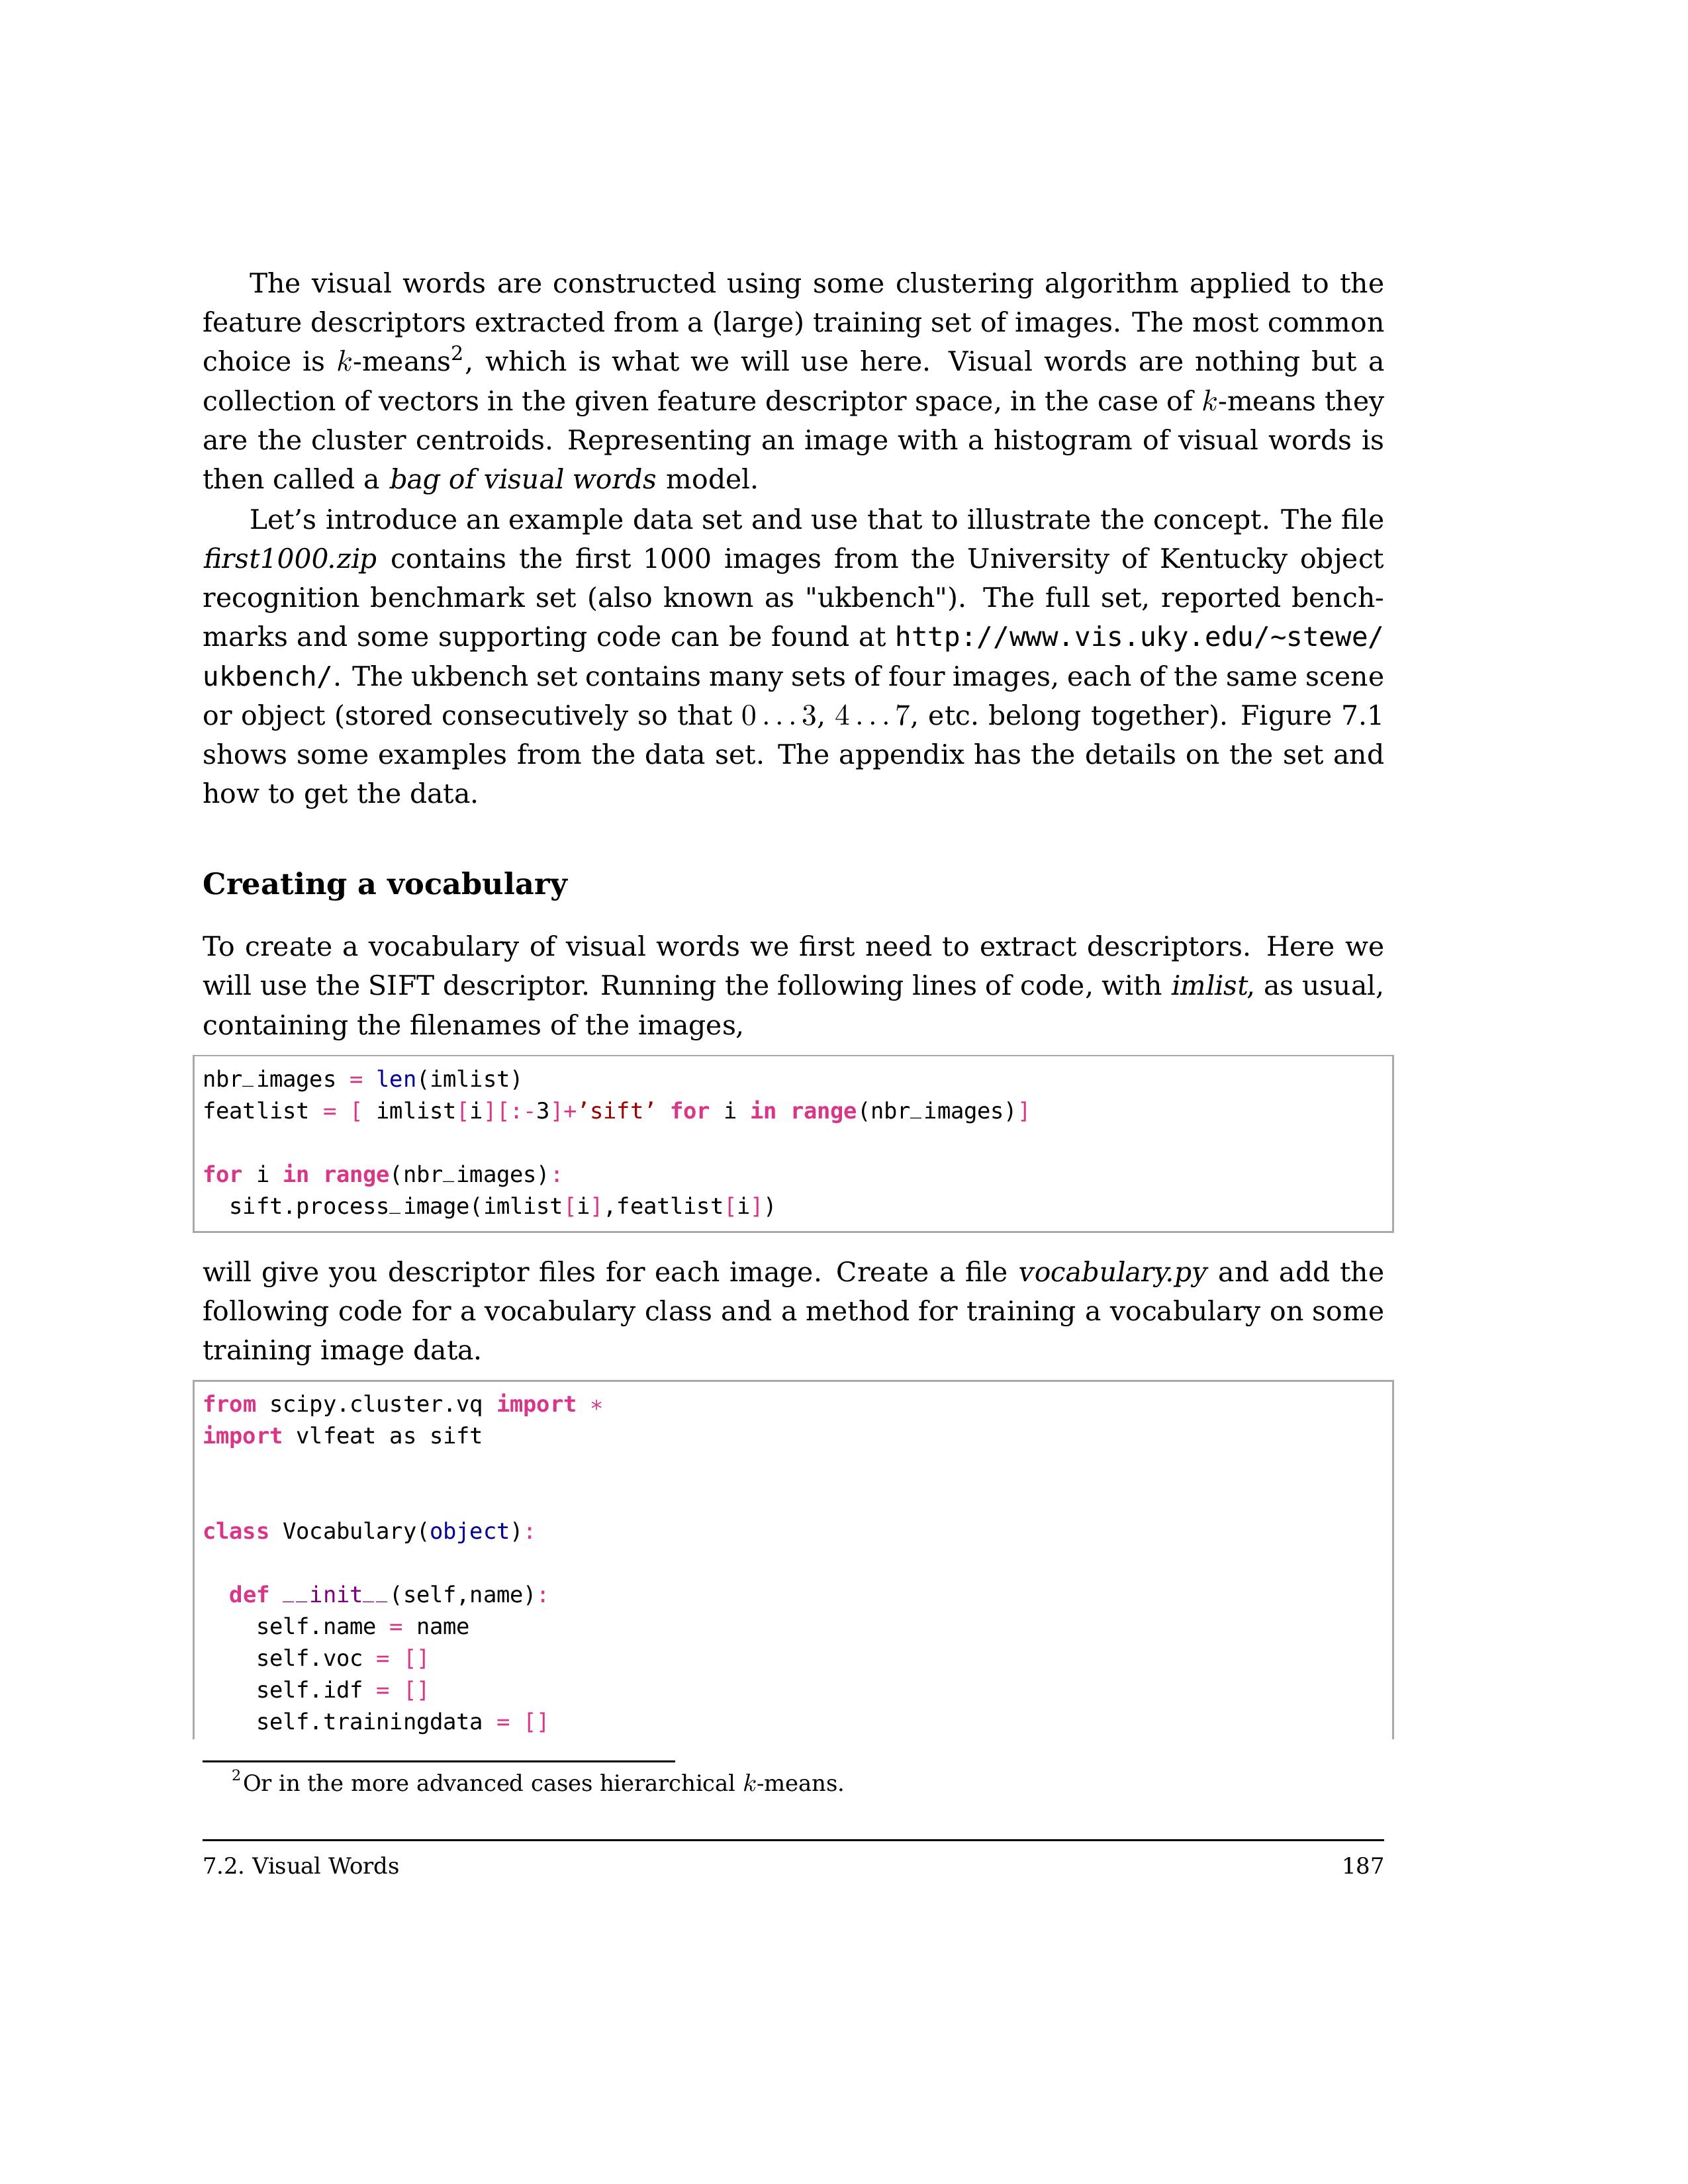 The visual words are constructed using some clustering algorithm applied to the
feature descriptors extracted from a (large) training set of images. The most common
choice is k-means², which is what we will use here. Visual words are nothing but a
collection of vectors in the given feature descriptor space, in the case of k-means they
are the cluster centroids. Representing an image with a histogram of visual words is
then called a bag of visual words model.
Let’s introduce an example data set and use that to illustrate the concept. The file
first1000.zip contains the first 1000 images from the University of Kentucky object
recognition benchmark set (also known as "ukbench"). The full set, reported bench-
marks and some supporting code can be found at http://www.vis.uky.edu/~stewe/
ukbench/. The ukbench set contains many sets of four images, each of the same scene
or object (stored consecutively so that 0...3, 4...7, etc. belong together). Figure 7.1
shows some examples from the data set. The appendix has the details on the set and
how to get the data.
Creating a vocabulary
To create a vocabulary of visual words we first need to extract descriptors. Here we
will use the SIFT descriptor. Running the following lines of code, with imlist, as usual,
containing the filenames of the images,
nbr_images = len(imlist)
featlist = [ imlist[i][:-3]+’sift’ for i in range(nbr_images)]
for i in range(nbr_images):
  sift.process_image(imlist[i],featlist[i])
will give you descriptor files for each image. Create a file vocabulary.py and add the
following code for a vocabulary class and a method for training a vocabulary on some
training image data.
from scipy.cluster.vq import *
import vlfeat as sift
class Vocabulary(object):
  def __init__(self,name):
    self.name = name
    self.voc = []
    self.idf = []
    self.trainingdata = []
²Or in the more advanced cases hierarchical k-means.
7.2. Visual Words 187